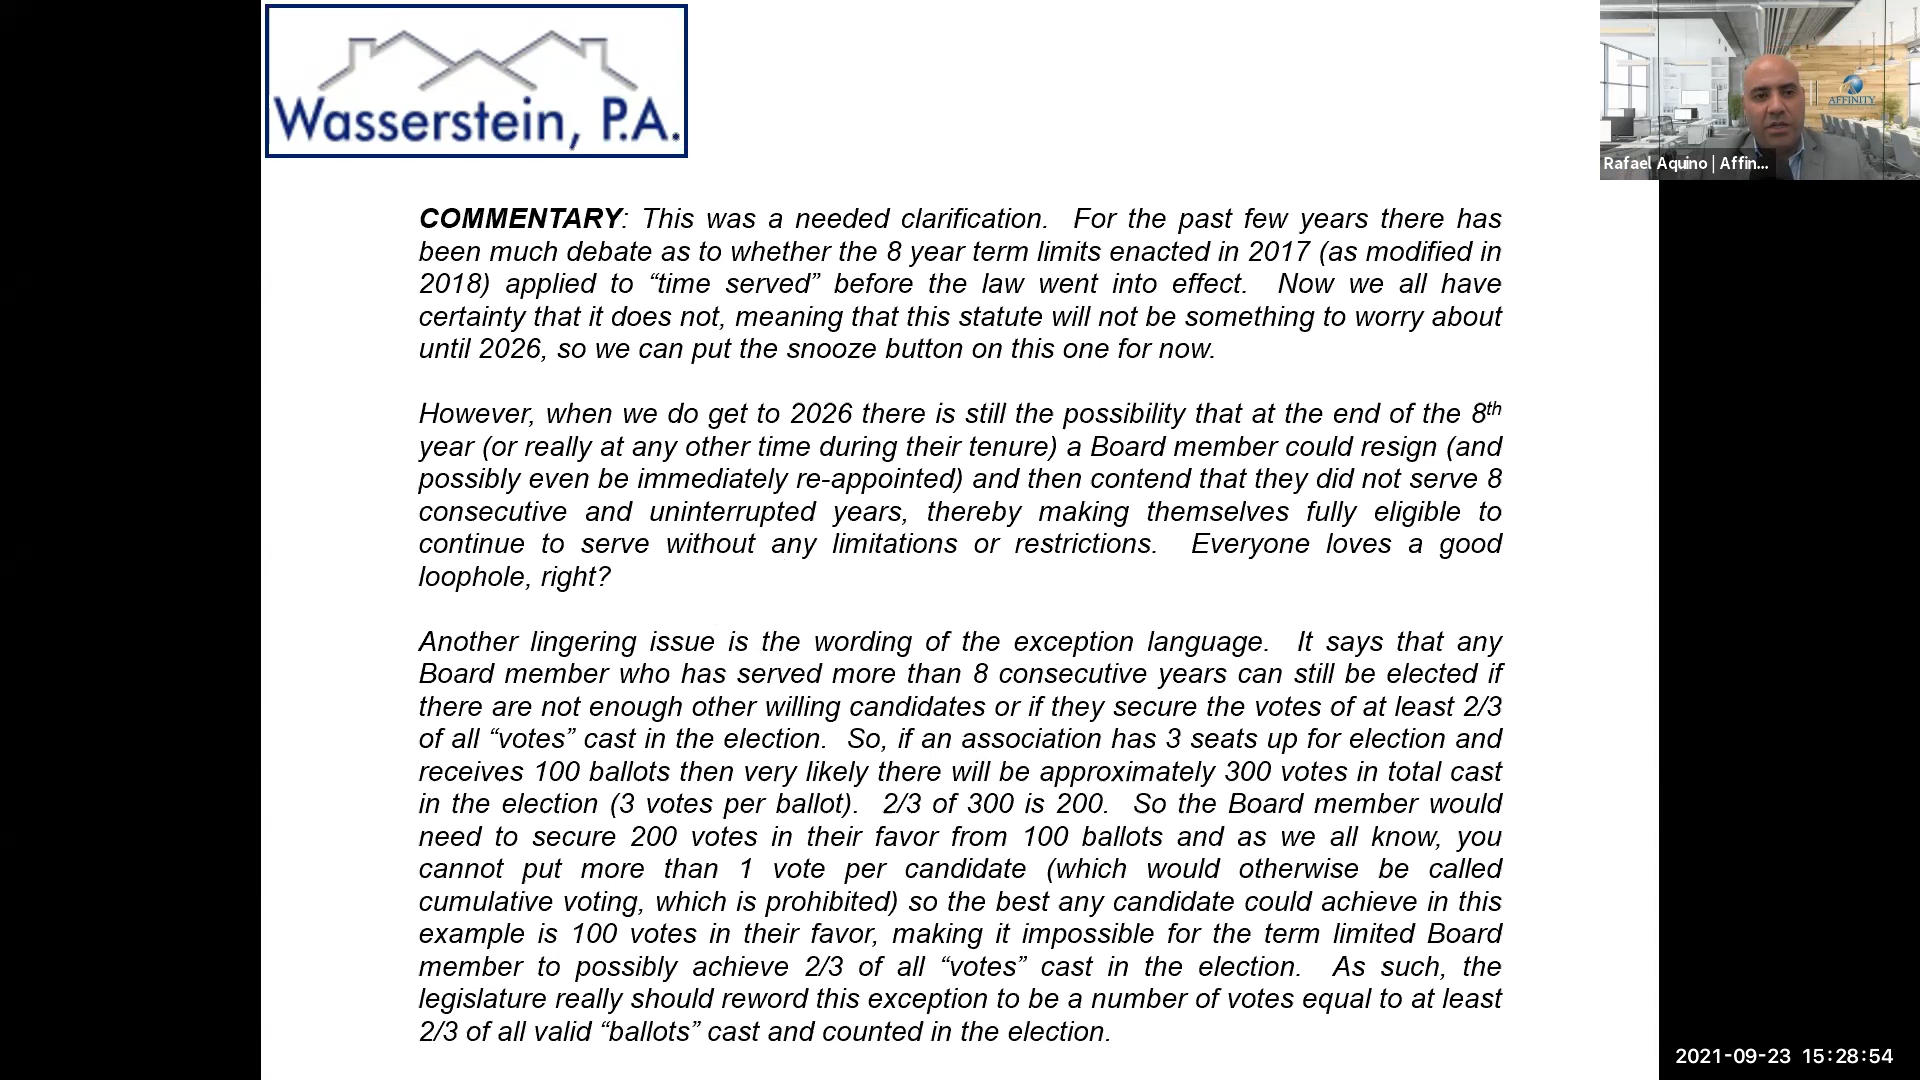 Wasserstein, P.A.
AFFINITY
Rafael Aquino | Affin...
COMMENTARY: This was a needed clarification. For the past few years there has
been much debate as to whether the 8 year term limits enacted in 2017 (as modified in
2018) applied to “time served” before the law went into effect. Now we all have
certainty that it does not, meaning that this statute will not be something to worry about
until 2026, so we can put the snooze button on this one for now.
However, when we do get to 2026 there is still the possibility that at the end of the 8th
year (or really at any other time during their tenure) a Board member could resign (and
possibly even be immediately re-appointed) and then contend that they did not serve 8
consecutive and uninterrupted years, thereby making themselves fully eligible to
continue to serve without any limitations or restrictions. Everyone loves a good
loophole, right?
Another lingering issue is the wording of the exception language. It says that any
Board member who has served more than 8 consecutive years can still be elected if
there are not enough other willing candidates or if they secure the votes of at least 2/3
of all “votes” cast in the election. So, if an association has 3 seats up for election and
receives 100 ballots then very likely there will be approximately 300 votes in total cast
in the election (3 votes per ballot). 2/3 of 300 is 200. So the Board member would
need to secure 200 votes in their favor from 100 ballots and as we all know, you
cannot put more than 1 vote per candidate (which would otherwise be called
cumulative voting, which is prohibited) so the best any candidate could achieve in this
example is 100 votes in their favor, making it impossible for the term limited Board
member to possibly achieve 2/3 of all “votes” cast in the election. As such, the
legislature really should reword this exception to be a number of votes equal to at least
2/3 of all valid “ballots” cast and counted in the election.
2021-09-23 15:28:54